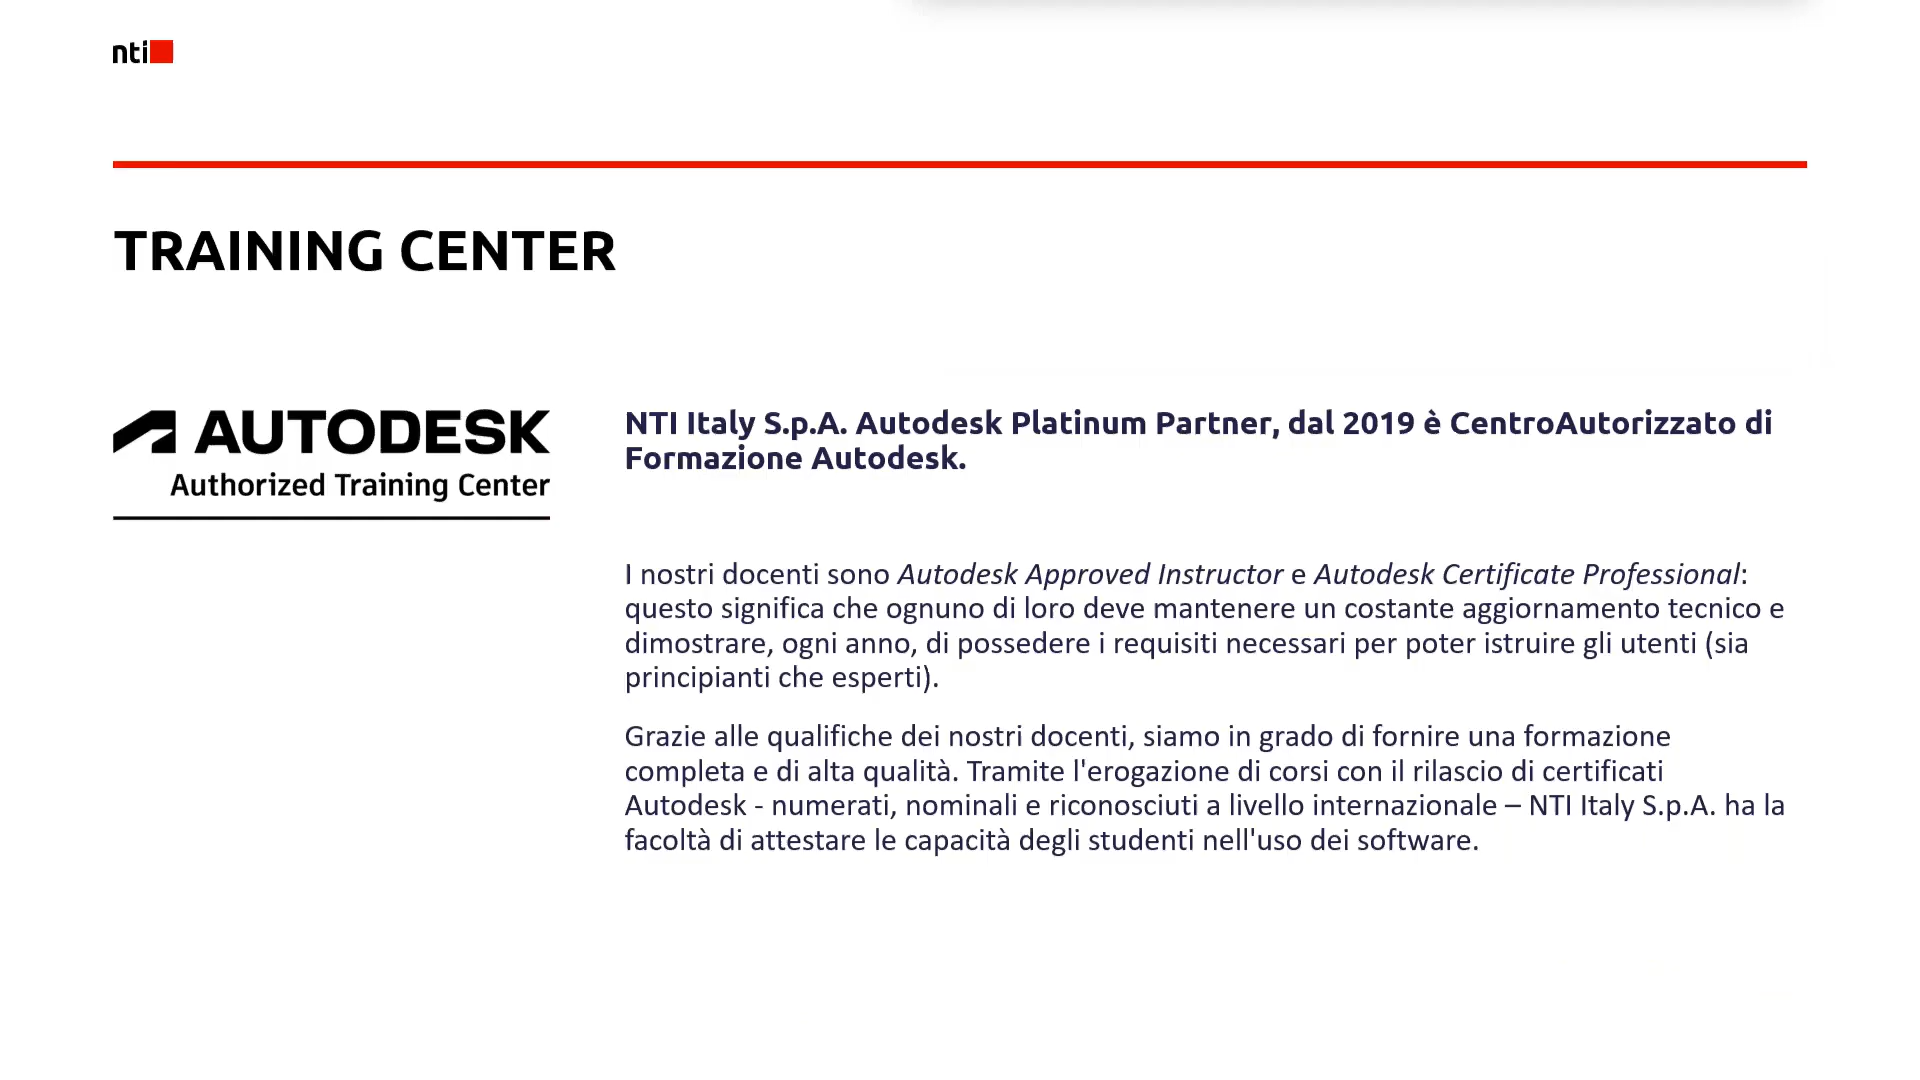 nti
TRAINING CENTER
AUTODESK
Authorized Training Center
NTI Italy S.p.A. Autodesk Platinum Partner, dal 2019 è CentroAutorizzato di
Formazione Autodesk.
I nostri docenti sono Autodesk Approved Instructor e Autodesk Certificate Professional:
questo significa che ognuno di loro deve mantenere un costante aggiornamento tecnico e
dimostrare, ogni anno, di possedere i requisiti necessari per poter istruire gli utenti (sia
principianti che esperti).
Grazie alle qualifiche dei nostri docenti, siamo in grado di fornire una formazione
completa e di alta qualità. Tramite l'erogazione di corsi con il rilascio di certificati
Autodesk - numerati, nominali e riconosciuti a livello internazionale – NTI Italy S.p.A. ha la
facoltà di attestare le capacità degli studenti nell'uso dei software.